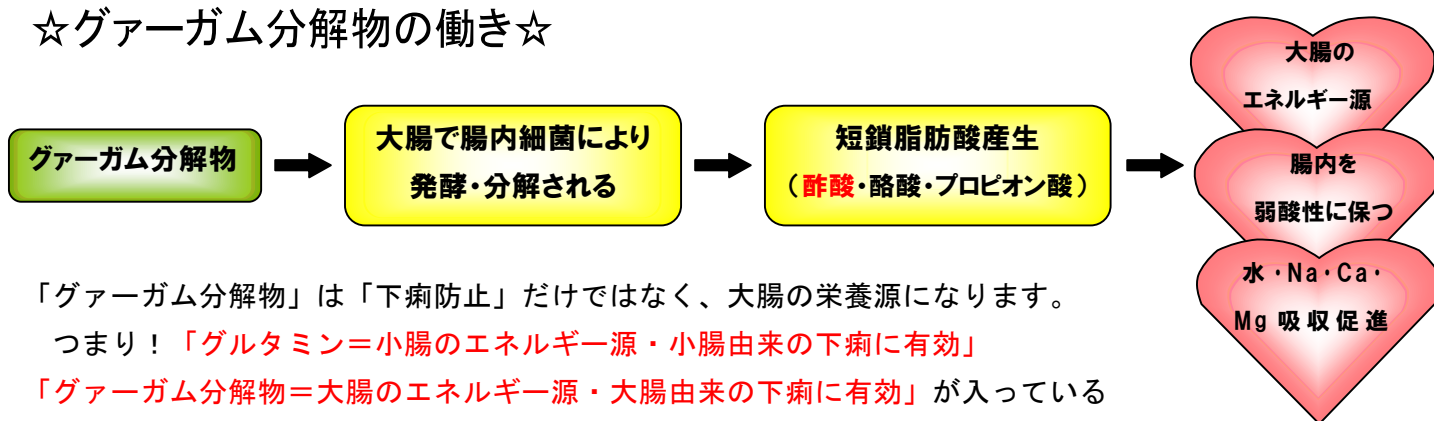 ☆グァーガム分解物の働き☆
グァーガム分解物
大腸で腸内細菌により
発酵・分解される
短鎖脂肪酸産生
（酢酸・酪酸・プロピオン酸）
大腸の
エネルギー源
腸内を
弱酸性に保つ
水・Na・Ca・
Mg 吸収促進
「グァーガム分解物」は「下痢防止」だけではなく、大腸の栄養源になります。
つまり！「グルタミン＝小腸のエネルギー源・小腸由来の下痢に有効」
「グァーガム分解物＝大腸のエネルギー源・大腸由来の下痢に有効」が入っている